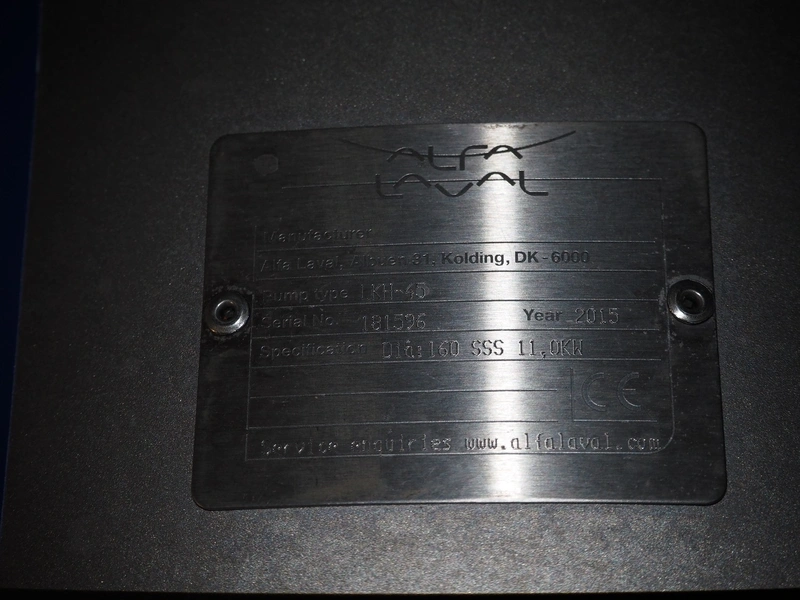 ALFA
LAVAL
Manufacturer
Alfa Laval, Albuen 31, Kolding, DK-6000
Pump type LKH-45
Serial No. 181596 Year 2015
Specification Dia:160 SSS 11,0KW
CE
Service enquiries www.alfalaval.com